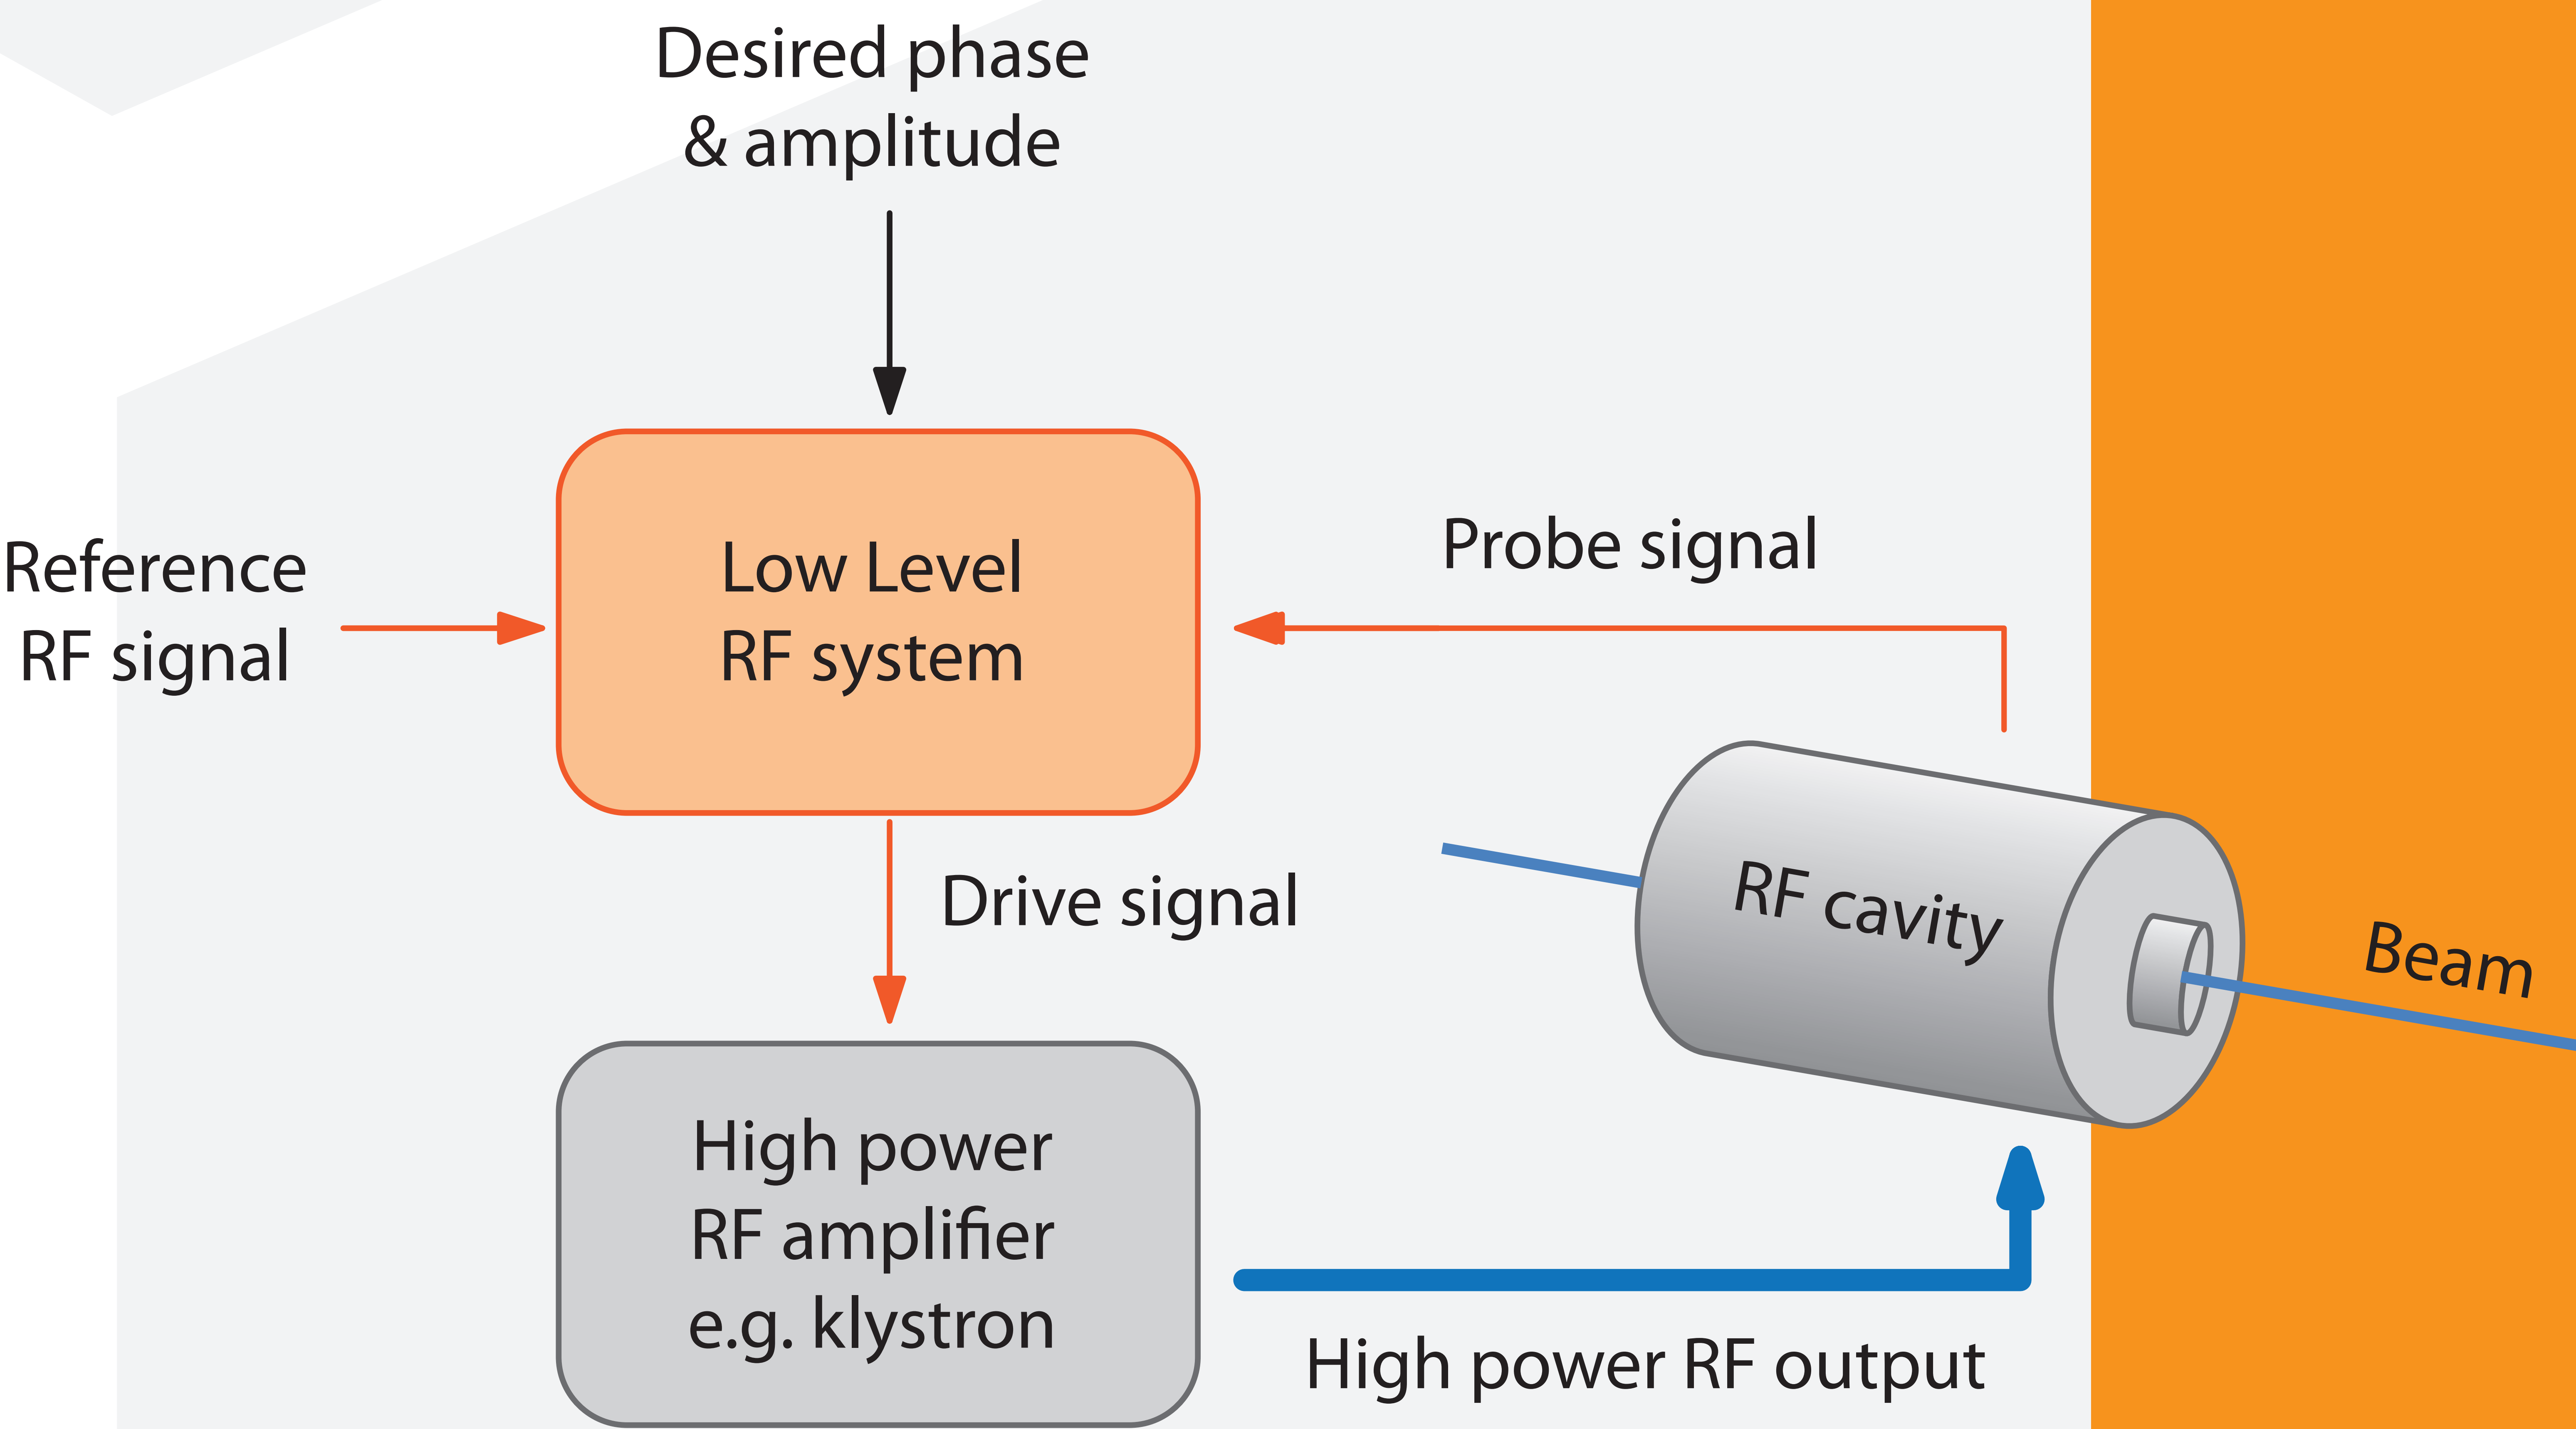 Desired phase
& amplitude
Reference
RF signal
Low Level
RF system
Probe signal
Drive signal
RF cavity
Beam
High power
RF amplifier
e.g. klystron
High power RF output